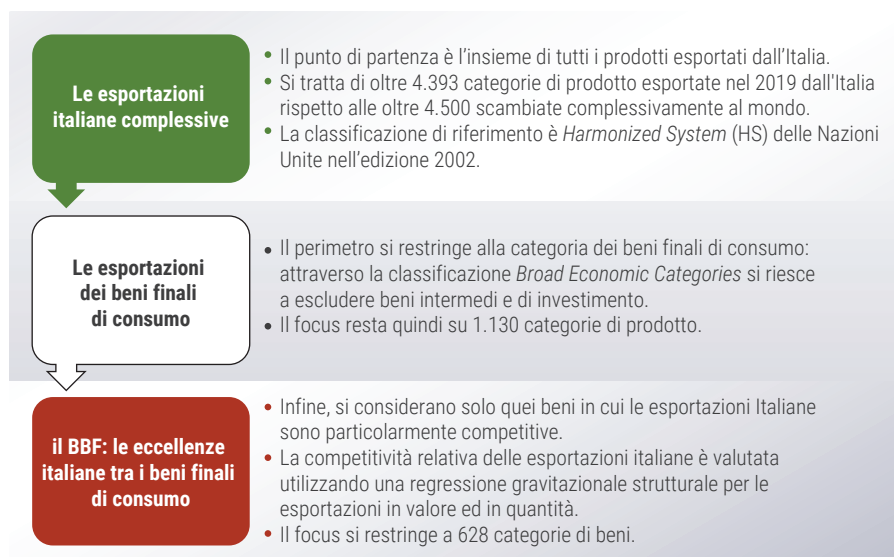 Le esportazioni
italiane complessive
• Il punto di partenza è l’insieme di tutti i prodotti esportati dall’Italia.
• Si tratta di oltre 4.393 categorie di prodotto esportate nel 2019 dall'Italia
rispetto alle oltre 4.500 scambiate complessivamente al mondo.
• La classificazione di riferimento è Harmonized System (HS) delle Nazioni
Unite nell’edizione 2002.
Le esportazioni
dei beni finali
di consumo
• Il perimetro si restringe alla categoria dei beni finali di consumo:
attraverso la classificazione Broad Economic Categories si riesce
a escludere beni intermedi e di investimento.
• Il focus resta quindi su 1.130 categorie di prodotto.
il BBF: le eccellenze
italiane tra i beni finali
di consumo
• Infine, si considerano solo quei beni in cui le esportazioni Italiane
sono particolarmente competitive.
• La competitività relativa delle esportazioni italiane è valutata
utilizzando una regressione gravitazionale strutturale per le
esportazioni in valore ed in quantità.
• Il focus si restringe a 628 categorie di beni.